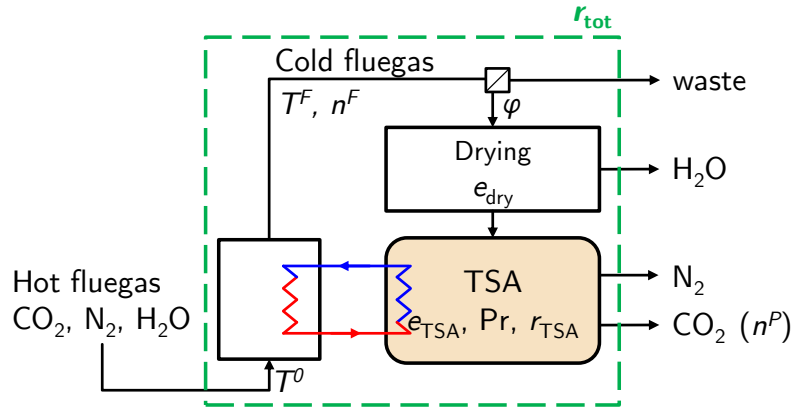 r_tot
Cold fluegas
T^F, n^F
φ
waste
Drying
e_dry
H₂O
Hot fluegas
CO₂, N₂, H₂O
T^0
TSA
e_TSA, Pr, r_TSA
N₂
CO₂ (n^P)